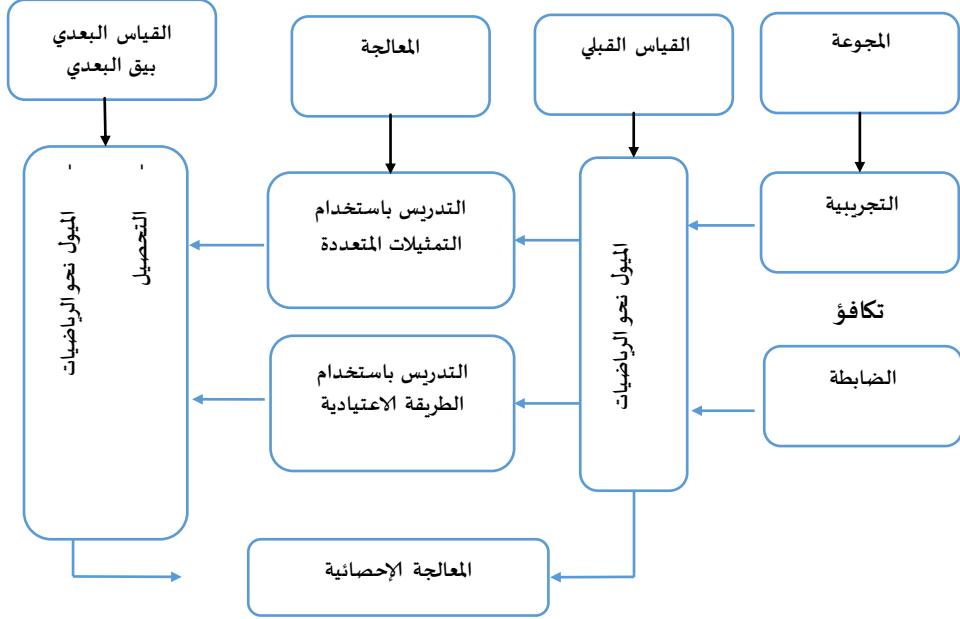 المجوعة
القياس القبلي
المعالجة
القياس البعدي
بيق البعدي
التجريبية
تكافؤ
الضابطة
الميول نحو الرياضيات
التدريس باستخدام
التمثيلات المتعددة
التدريس باستخدام
الطريقة الاعتيادية
- التحصيل
- الميول نحو الرياضيات
المعالجة الإحصائية